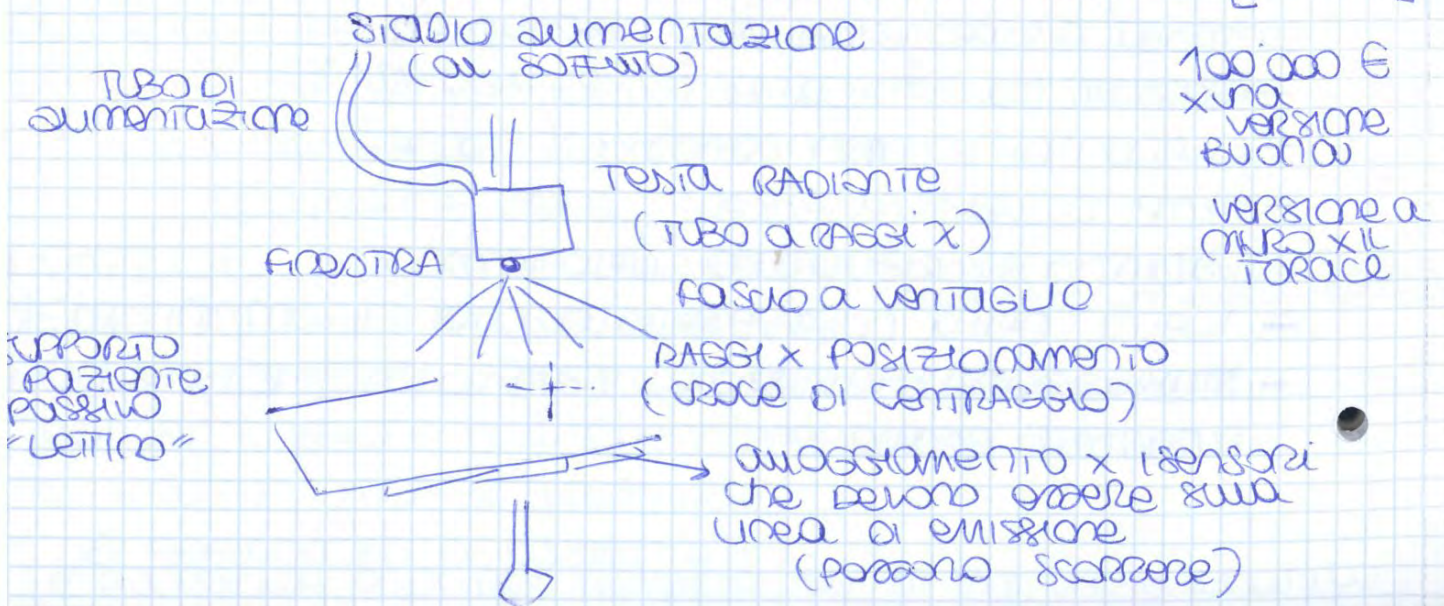 STADIO ALIMENTAZIONE
(AL SOFFITTO)
TUBO DI
ALIMENTAZIONE
100'000 €
X UNA
VERSIONE
BUONA
TESTA RADIANTE
(TUBO A RAGGI X)
VERSIONE A
MURO X IL
TORACE
FINESTRA
FASCIO A VENTAGLIO
UPPORTO
PAZIENTE
PASSIVO
"LETTINO"
RAGGI X POSIZIONAMENTO
(CROCE DI CENTRAGGIO)
ALLOGGIAMENTO X I SENSORI
CHE DEVONO ESSERE SULLA
LINEA DI EMISSIONE
(POSSONO SCORRERE)